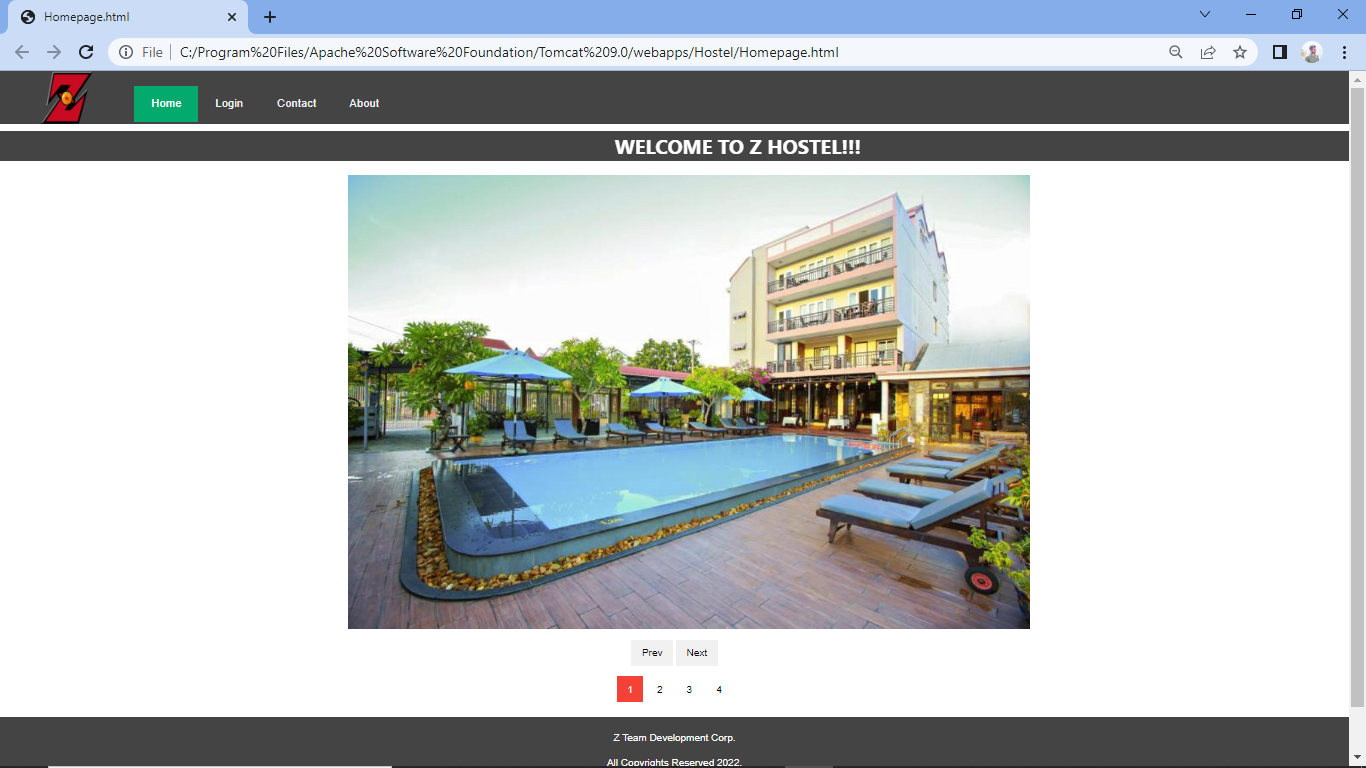 Homepage.html
File C:/Program%20Files/Apache%20Software%20Foundation/Tomcat%209.0/webapps/Hostel/Homepage.html
Z
Home Login Contact About
WELCOME TO Z HOSTEL!!!
Prev Next
1 2 3 4
Z Team Development Corp.
All Copyrights Reserved 2022.